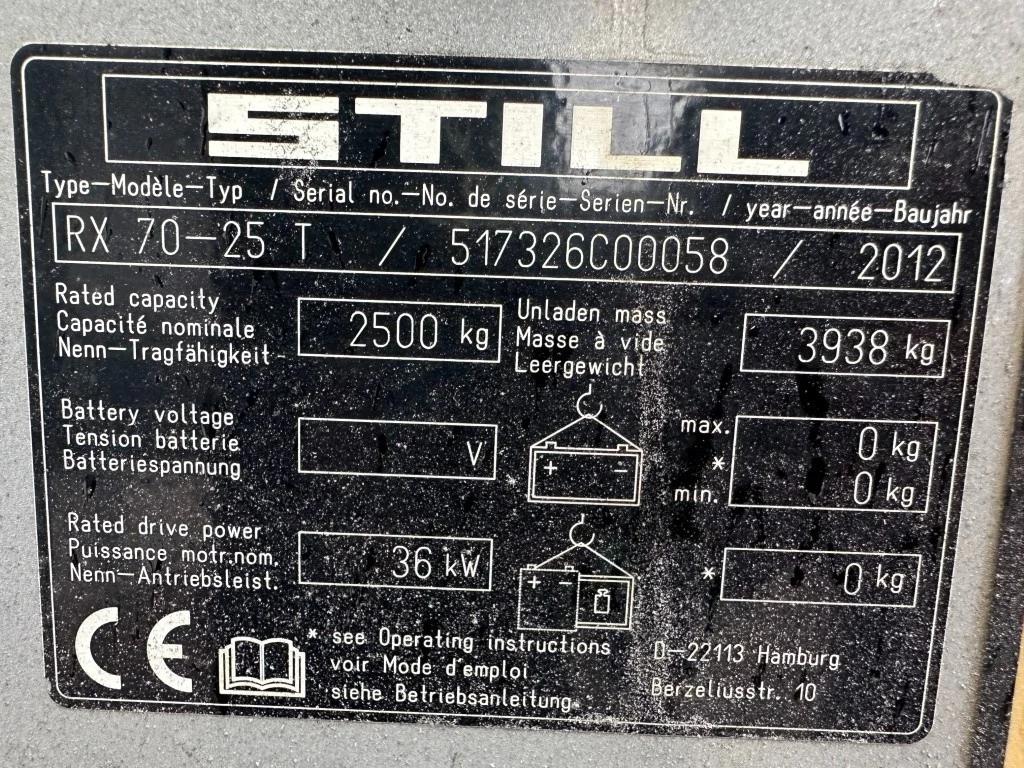 STILL
Type–Modèle–Typ / Serial no.–No. de série–Serien–Nr. / year–année–Baujahr
RX 70–25 T / 517326C00058 / 2012
Rated capacity
Capacité nominale
Nenn–Tragfähigkeit
2500 kg
Unladen mass
Masse à vide
Leergewicht
3938 kg
Battery voltage
Tension batterie
Batteriespannung
V
* + –
max. 0 kg
*
min. 0 kg
Rated drive power
Puissance motr.nom.
Nenn–Antriebsleist.
36 kW
+ –
* 0 kg
CE
* see Operating instructions
voir Mode d'emploi
siehe Betriebsanleitung
D–22113 Hamburg
Berzeliusstr. 10